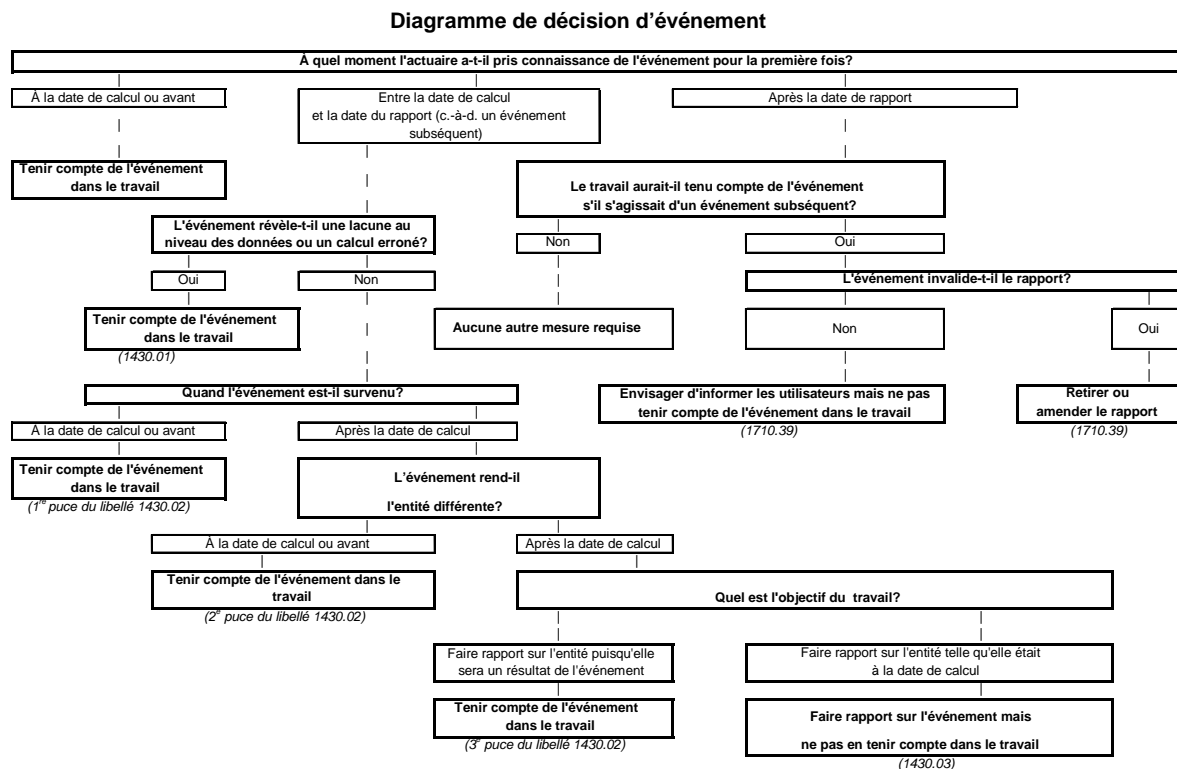 Diagramme de décision d'événement
À quel moment l'actuaire a-t-il pris connaissance de l'événement pour la première fois?
À la date de calcul ou avant
Entre la date de calcul
et la date du rapport (c.-à-d. un événement
subséquent)
Après la date de rapport
Tenir compte de l'événement
dans le travail
Le travail aurait-il tenu compte de l'événement
s'il s'agissait d'un événement subséquent?
L'événement révèle-t-il une lacune au
niveau des données ou un calcul erroné?
Non
Oui
Oui
Non
L'événement invalide-t-il le rapport?
Tenir compte de l'événement
dans le travail
(1430.01)
Aucune autre mesure requise
Non
Oui
Quand l'événement est-il survenu?
Envisager d'informer les utilisateurs mais ne pas
tenir compte de l'événement dans le travail
(1710.39)
Retirer ou
amender le rapport
(1710.39)
À la date de calcul ou avant
Après la date de calcul
Tenir compte de l'événement
dans le travail
(1re puce du libellé 1430.02)
L'événement rend-il
l'entité différente?
À la date de calcul ou avant
Après la date de calcul
Tenir compte de l'événement dans le
travail
(2e puce du libellé 1430.02)
Quel est l'objectif du travail?
Faire rapport sur l'entité puisqu'elle
sera un résultat de l'événement
Faire rapport sur l'entité telle qu'elle était
à la date de calcul
Tenir compte de l'événement
dans le travail
(3e puce du libellé 1430.02)
Faire rapport sur l'événement mais
ne pas en tenir compte dans le travail
(1430.03)